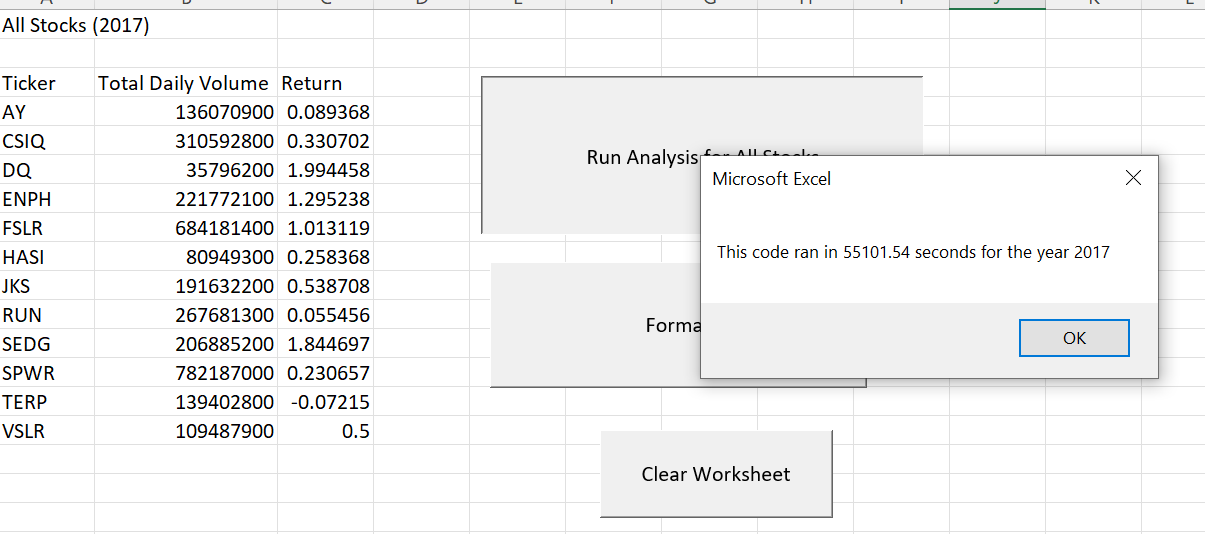 All Stocks (2017)
Ticker Total Daily Volume Return
AY 136070900 0.089368
CSIQ 310592800 0.330702
DQ 35796200 1.994458
ENPH 221772100 1.295238
FSLR 684181400 1.013119
HASI 80949300 0.258368
JKS 191632200 0.538708
RUN 267681300 0.055456
SEDG 206885200 1.844697
SPWR 782187000 0.230657
TERP 139402800 -0.07215
VSLR 109487900 0.5
Run Analysis for All Stocks
Microsoft Excel
This code ran in 55101.54 seconds for the year 2017
OK
Forma
Clear Worksheet